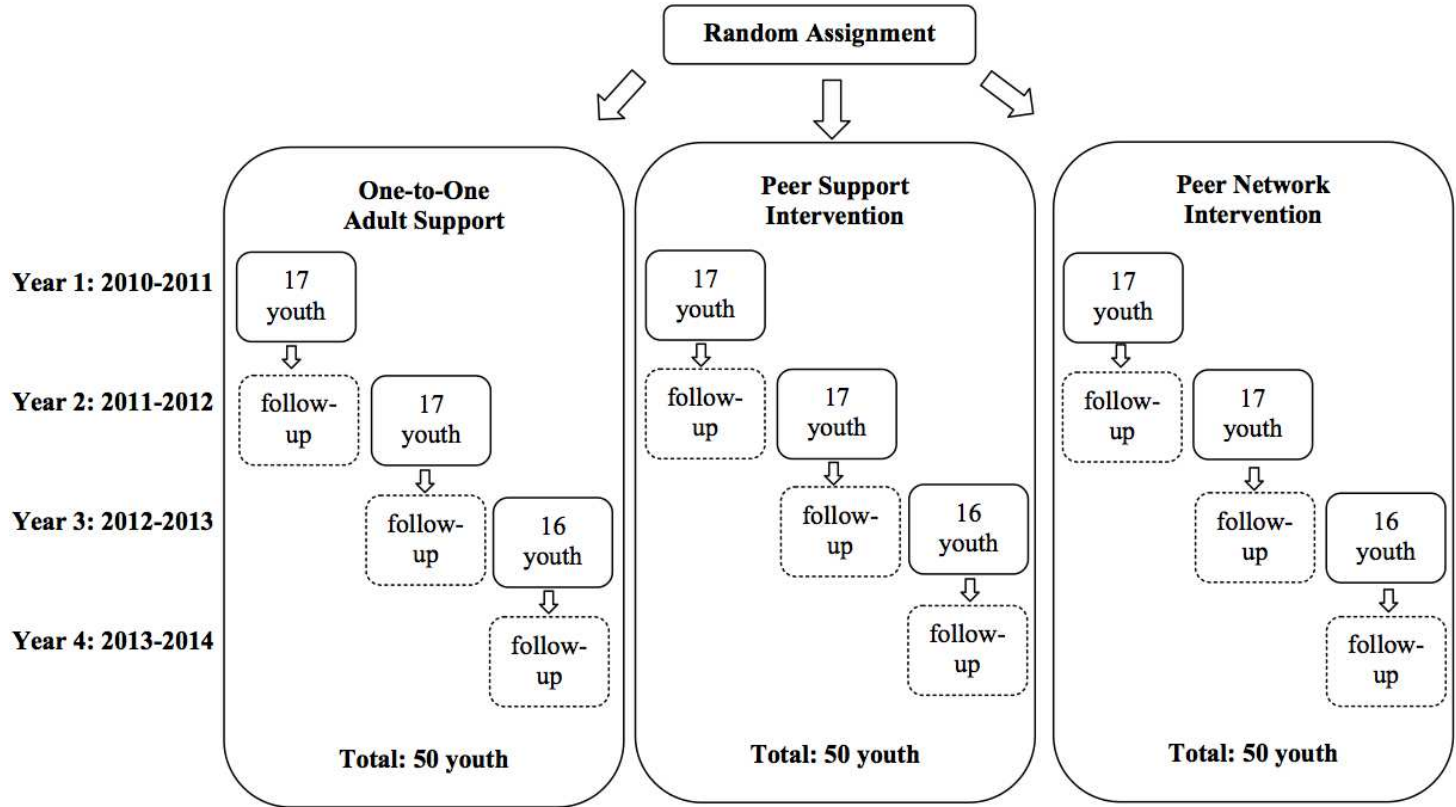 Random Assignment
One-to-One
Adult Support
Peer Support
Intervention
Peer Network
Intervention
Year 1: 2010-2011
17
youth
17
youth
17
youth
Year 2: 2011-2012
follow-
up
17
youth
follow-
up
17
youth
follow-
up
17
youth
Year 3: 2012-2013
follow-
up
16
youth
follow-
up
16
youth
follow-
up
16
youth
Year 4: 2013-2014
follow-
up
follow-
up
follow-
up
Total: 50 youth
Total: 50 youth
Total: 50 youth